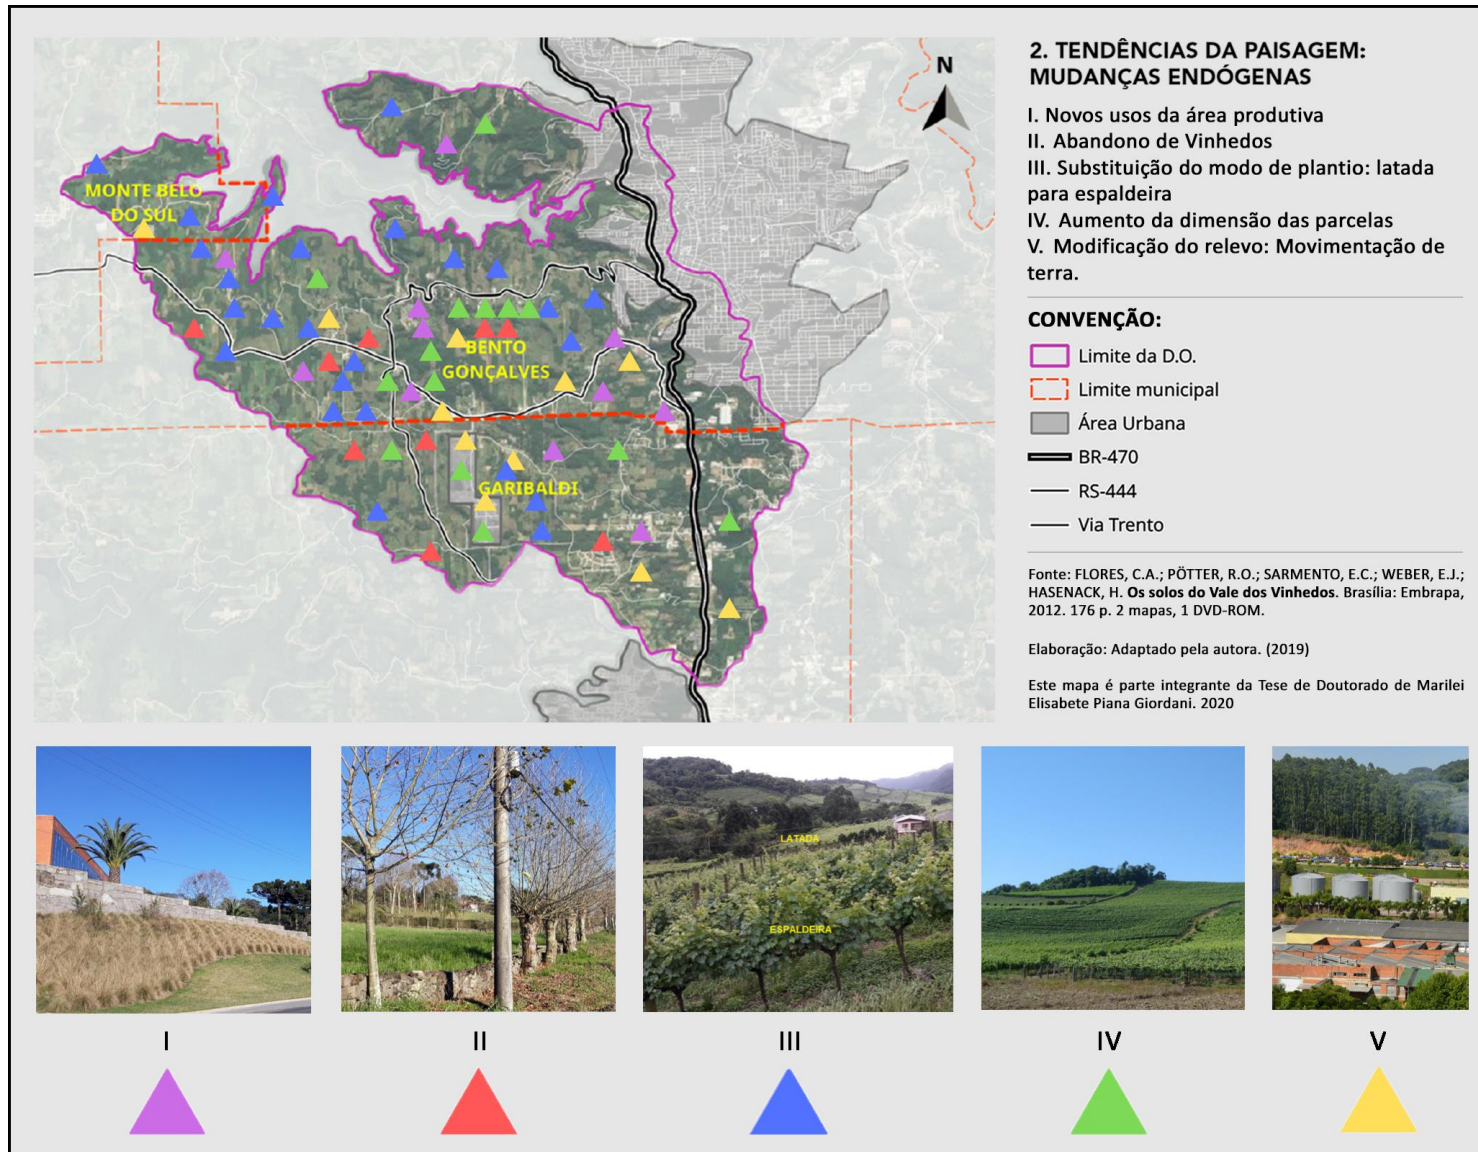 2. TENDÊNCIAS DA PAISAGEM:
MUDANÇAS ENDÓGENAS
I. Novos usos da área produtiva
II. Abandono de Vinhedos
III. Substituição do modo de plantio: latada
para espaldeira
IV. Aumento da dimensão das parcelas
V. Modificação do relevo: Movimentação de
terra.
CONVENÇÃO:
Limite da D.O.
Limite municipal
Área Urbana
BR-470
RS-444
Via Trento
Fonte: FLORES, C.A.; PÖTTER, R.O.; SARMENTO, E.C.; WEBER, E.J.;
HASENACK, H. Os solos do Vale dos Vinhedos. Brasília: Embrapa,
2012. 176 p. 2 mapas, 1 DVD-ROM.
Elaboração: Adaptado pela autora. (2019)
Este mapa é parte integrante da Tese de Doutorado de Marilei
Elisabete Piana Giordani. 2020
N
MONTE BELO
DO SUL
BENTO
GONÇALVES
GARIBALDI
LATADA
ESPALDEIRA
I
II
III
IV
V